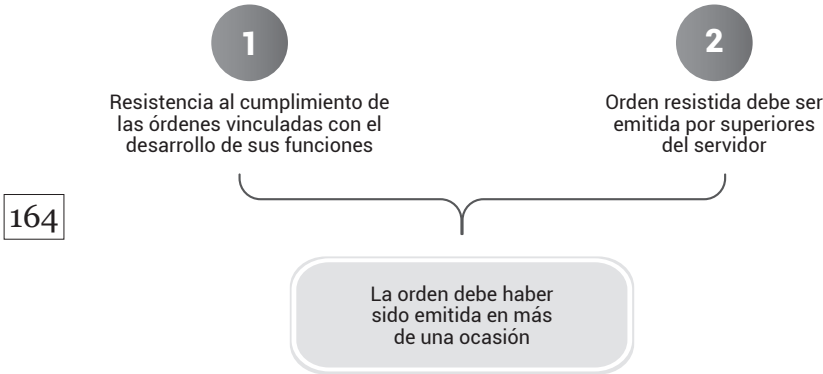 1
Resistencia al cumplimiento de
las órdenes vinculadas con el
desarrollo de sus funciones
2
Orden resistida debe ser
emitida por superiores
del servidor
164
La orden debe haber
sido emitida en más
de una ocasión